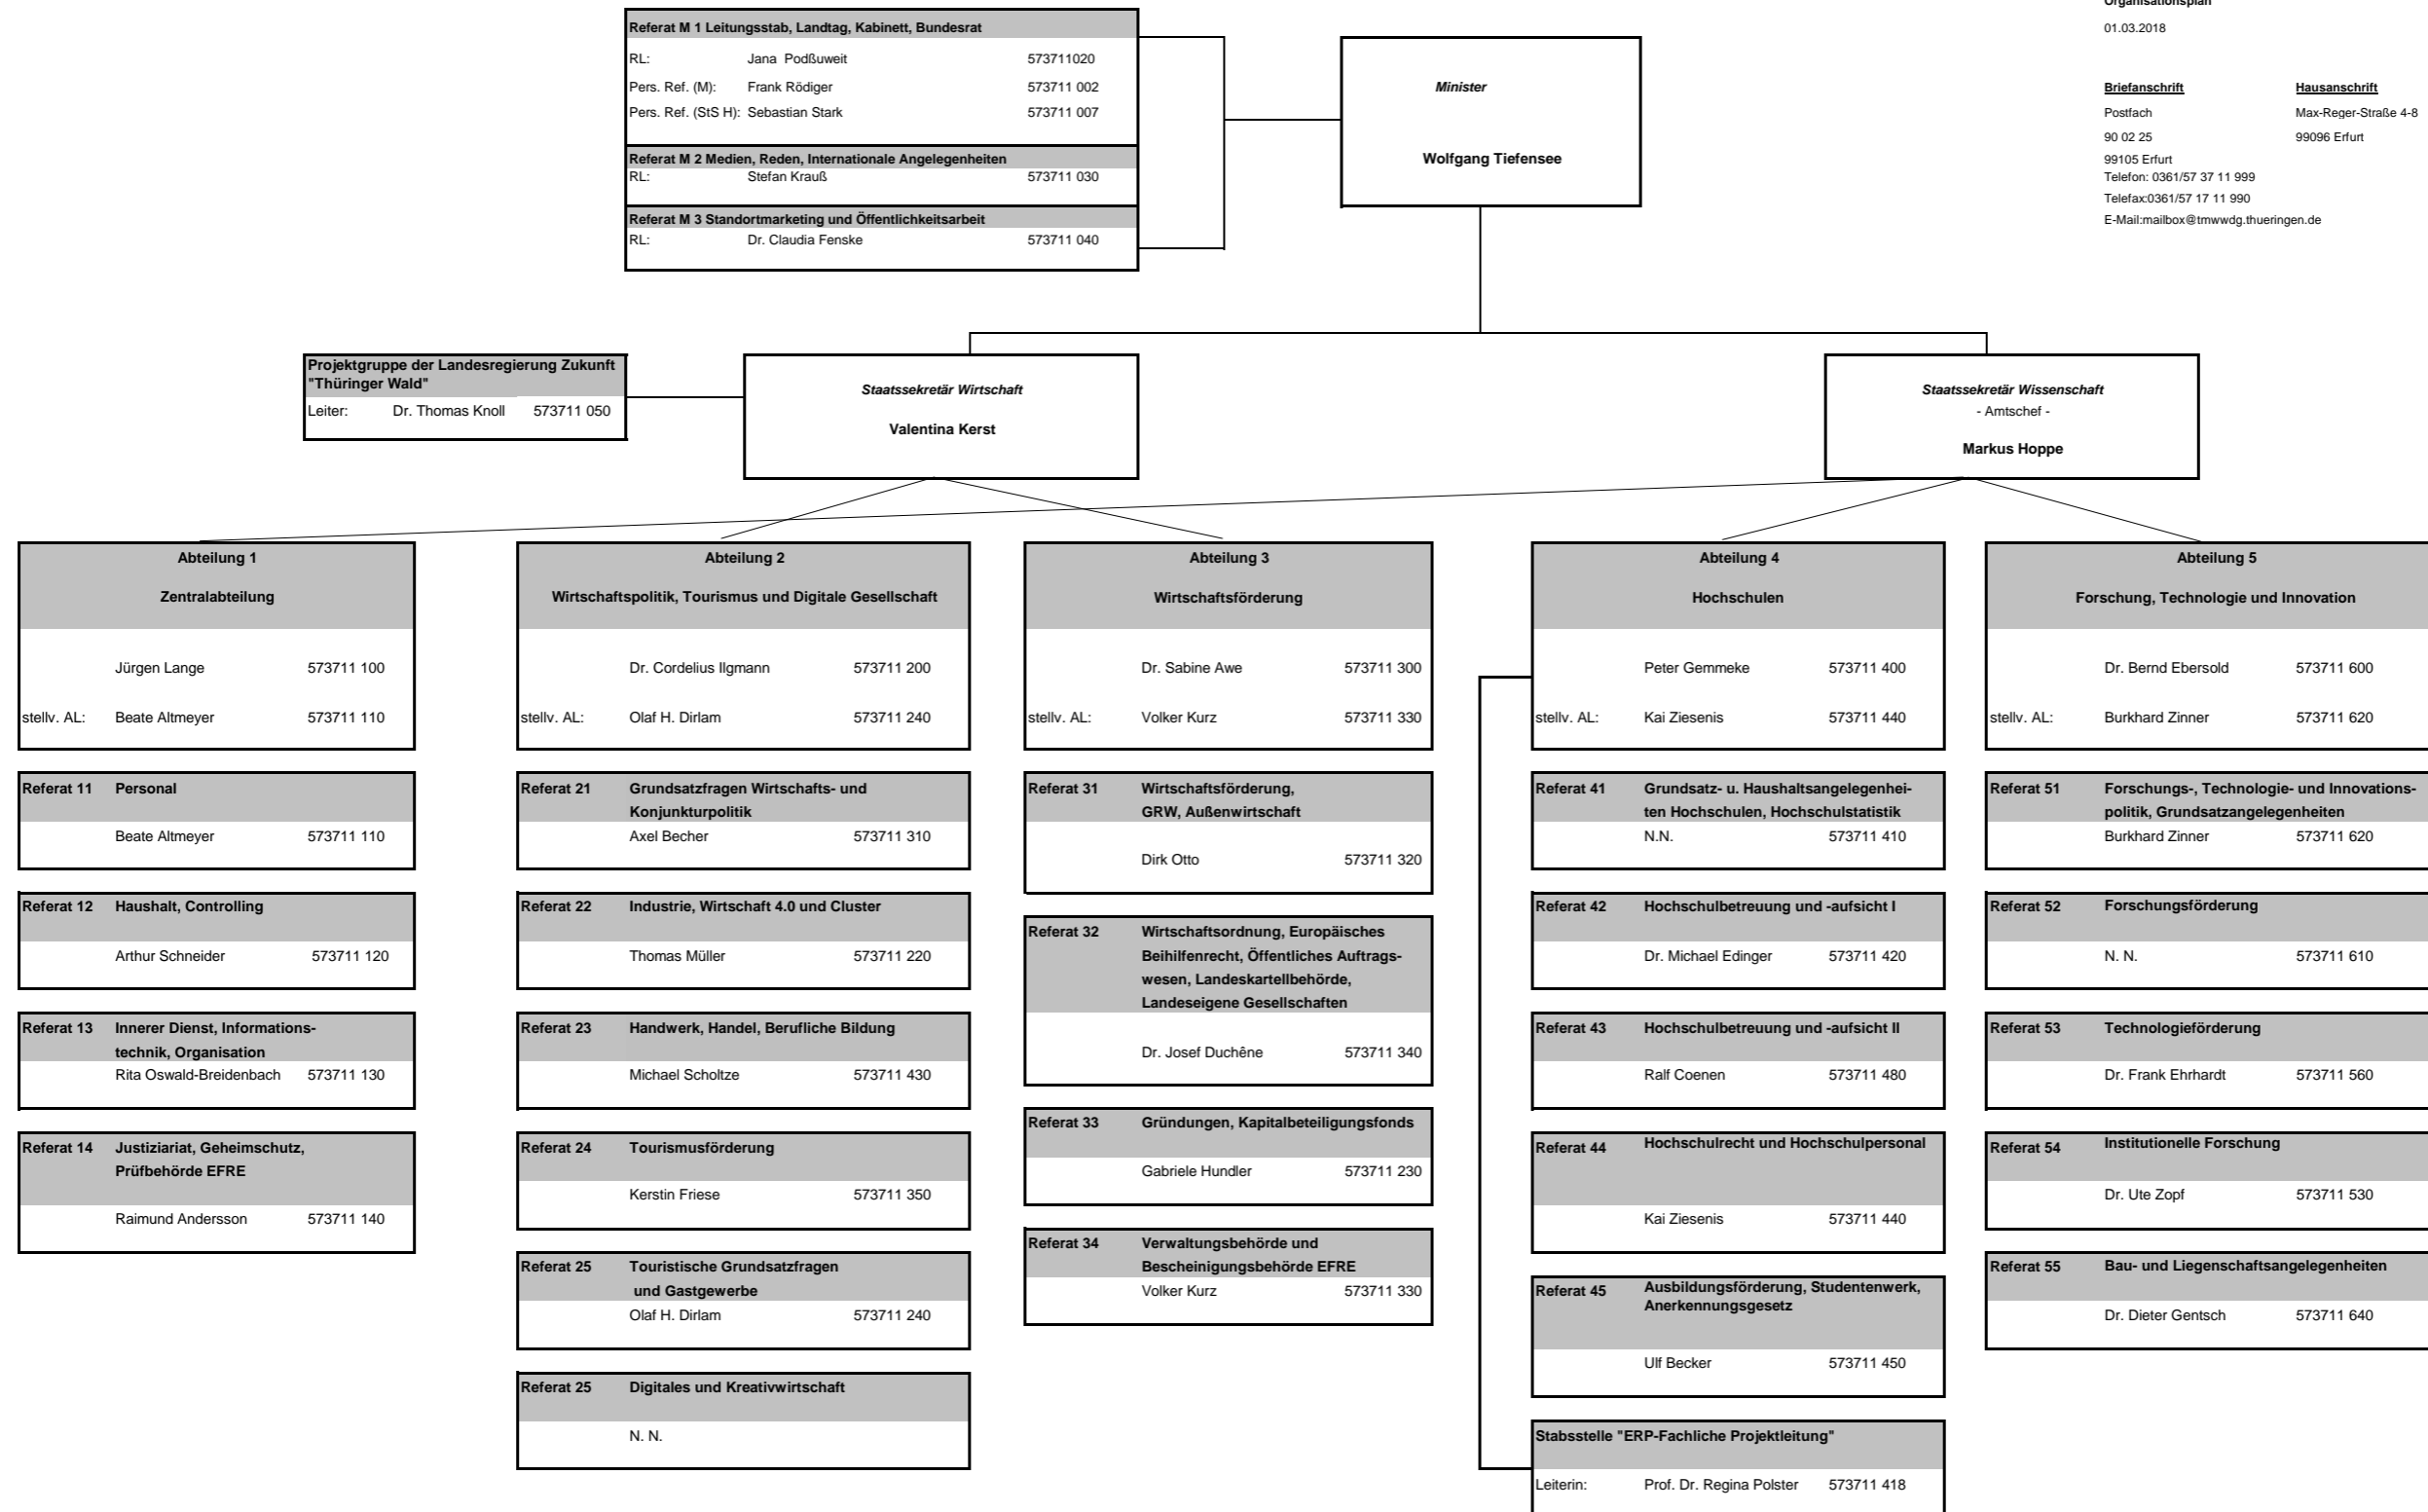 Organisationsplan
01.03.2018
Briefanschrift Hausanschrift
Postfach Max-Reger-Straße 4-8
90 02 25 99096 Erfurt
99105 Erfurt
Telefon: 0361/57 37 11 999
Telefax:0361/57 17 11 990
E-Mail:mailbox@tmwwdg.thueringen.de
Referat M 1 Leitungsstab, Landtag, Kabinett, Bundesrat
RL: Jana Podßuweit 573711020
Pers. Ref. (M): Frank Rödiger 573711 002
Pers. Ref. (StS H): Sebastian Stark 573711 007
Referat M 2 Medien, Reden, Internationale Angelegenheiten
RL: Stefan Krauß 573711 030
Referat M 3 Standortmarketing und Öffentlichkeitsarbeit
RL: Dr. Claudia Fenske 573711 040
Minister
Wolfgang Tiefensee
Projektgruppe der Landesregierung Zukunft
"Thüringer Wald"
Leiter: Dr. Thomas Knoll 573711 050
Staatssekretär Wirtschaft
Valentina Kerst
Staatssekretär Wissenschaft
- Amtschef -
Markus Hoppe
Abteilung 1
Zentralabteilung
Jürgen Lange 573711 100
stellv. AL: Beate Altmeyer 573711 110
Referat 11 Personal
Beate Altmeyer 573711 110
Referat 12 Haushalt, Controlling
Arthur Schneider 573711 120
Referat 13 Innerer Dienst, Informations-
technik, Organisation
Rita Oswald-Breidenbach 573711 130
Referat 14 Justiziariat, Geheimschutz,
Prüfbehörde EFRE
Raimund Andersson 573711 140
Abteilung 2
Wirtschaftspolitik, Tourismus und Digitale Gesellschaft
Dr. Cordelius Ilgmann 573711 200
stellv. AL: Olaf H. Dirlam 573711 240
Referat 21 Grundsatzfragen Wirtschafts- und
Konjunkturpolitik
Axel Becher 573711 310
Referat 22 Industrie, Wirtschaft 4.0 und Cluster
Thomas Müller 573711 220
Referat 23 Handwerk, Handel, Berufliche Bildung
Michael Scholtze 573711 430
Referat 24 Tourismusförderung
Kerstin Friese 573711 350
Referat 25 Touristische Grundsatzfragen
und Gastgewerbe
Olaf H. Dirlam 573711 240
Referat 25 Digitales und Kreativwirtschaft
N. N.
Abteilung 3
Wirtschaftsförderung
Dr. Sabine Awe 573711 300
stellv. AL: Volker Kurz 573711 330
Referat 31 Wirtschaftsförderung,
GRW, Außenwirtschaft
Dirk Otto 573711 320
Referat 32 Wirtschaftsordnung, Europäisches
Beihilfenrecht, Öffentliches Auftrags-
wesen, Landeskartellbehörde,
Landeseigene Gesellschaften
Dr. Josef Duchêne 573711 340
Referat 33 Gründungen, Kapitalbeteiligungsfonds
Gabriele Hundler 573711 230
Referat 34 Verwaltungsbehörde und
Bescheinigungsbehörde EFRE
Volker Kurz 573711 330
Abteilung 4
Hochschulen
Peter Gemmeke 573711 400
stellv. AL: Kai Ziesenis 573711 440
Referat 41 Grundsatz- u. Haushaltsangelegenhei-
ten Hochschulen, Hochschulstatistik
N.N. 573711 410
Referat 42 Hochschulbetreuung und -aufsicht I
Dr. Michael Edinger 573711 420
Referat 43 Hochschulbetreuung und -aufsicht II
Ralf Coenen 573711 480
Referat 44 Hochschulrecht und Hochschulpersonal
Kai Ziesenis 573711 440
Referat 45 Ausbildungsförderung, Studentenwerk,
Anerkennungsgesetz
Ulf Becker 573711 450
Stabsstelle "ERP-Fachliche Projektleitung"
Leiterin: Prof. Dr. Regina Polster 573711 418
Abteilung 5
Forschung, Technologie und Innovation
Dr. Bernd Ebersold 573711 600
stellv. AL: Burkhard Zinner 573711 620
Referat 51 Forschungs-, Technologie- und Innovations-
politik, Grundsatzangelegenheiten
Burkhard Zinner 573711 620
Referat 52 Forschungsförderung
N. N. 573711 610
Referat 53 Technologieförderung
Dr. Frank Ehrhardt 573711 560
Referat 54 Institutionelle Forschung
Dr. Ute Zopf 573711 530
Referat 55 Bau- und Liegenschaftsangelegenheiten
Dr. Dieter Gentsch 573711 640